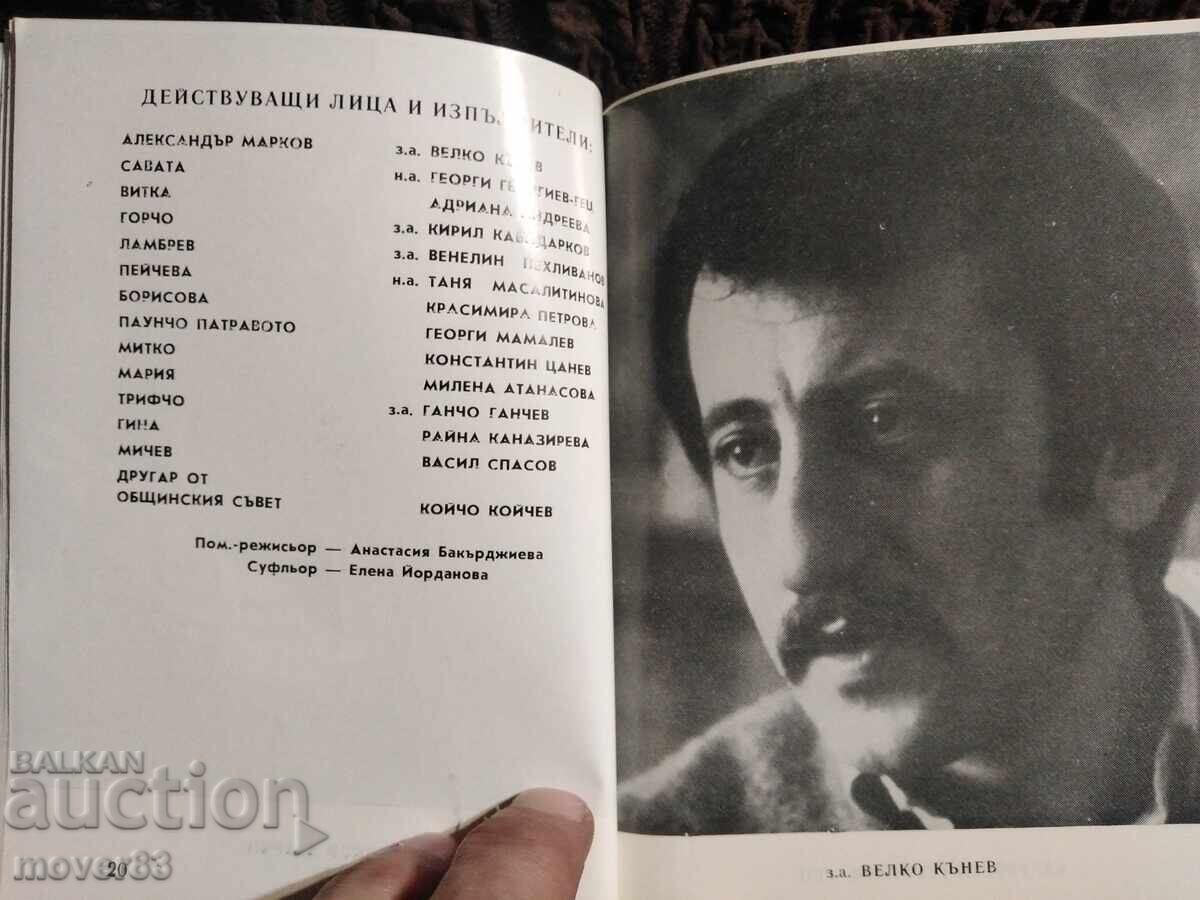 ДЕЙСТВУВАЩИ ЛИЦА И
АЛЕКСАНДЪР МАРКОВ з.а. ВЕЛКО
САВАТА н.а. ГЕОРГИ ГЕОРГИЕВ-ГЕЦ
ВИТКА АДРИАНА АНДРЕЕВА
ГОРЧО з.а. КИРИЛ КАВАДАРКОВ
ЛАМБРЕВ з.а. ВЕНЕЛИН ПЕХЛИВАНОВ
ПЕЙЧЕВА н.а. ТАНЯ МАСАЛИТИНОВА
БОРИСОВА КРАСИМИРА ПЕТРОВА
ПАУНЧО ПАТРАВОТО ГЕОРГИ МАМАЛЕВ
МИТКО КОНСТАНТИН ЦАНЕВ
МАРИЯ МИЛЕНА АТАНАСОВА
ТРИФЧО з.а. ГАНЧО ГАНЧЕВ
ГИНА РАЙНА КАНАЗИРЕВА
МИЧЕВ ВАСИЛ СПАСОВ
ДРУГАР ОТ
ОБЩИНСКИЯ СЪВЕТ КОЙЧО КОЙЧЕВ
Пом.-режисьор — Анастасия Бакърджиева
Суфльор — Елена Йорданова
20
з.а. ВЕЛКО КЪНЕВ
BALKAN
auction
mover83